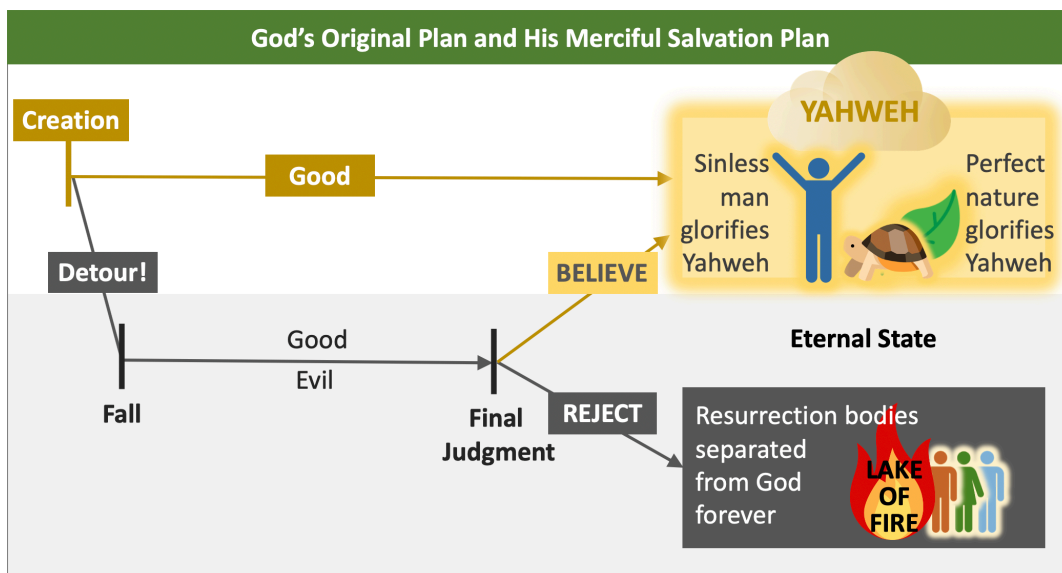 God’s Original Plan and His Merciful Salvation Plan
Creation
Good
Detour!
Fall
Good
Evil
Final
Judgment
BELIEVE
REJECT
YAHWEH
Sinless
man
glorifies
Yahweh
Perfect
nature
glorifies
Yahweh
Eternal State
Resurrection bodies
separated
from God
forever
LAKE
OF
FIRE